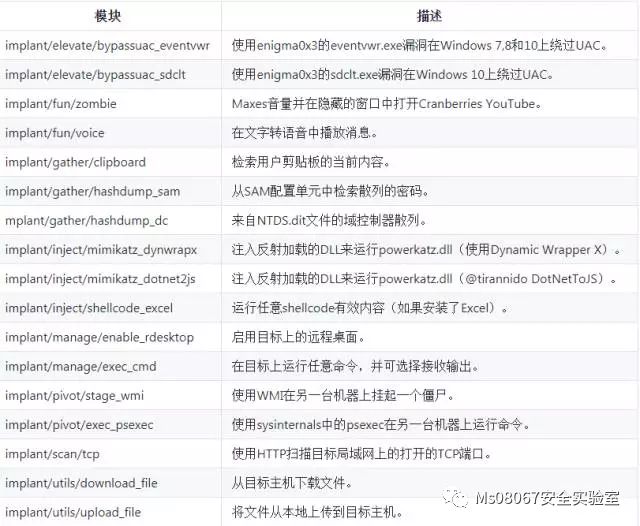 模块 描述
implant/elevate/bypassuac_eventvwr 使用enigma0x3的eventvwr.exe漏洞在Windows 7,8和10上绕过UAC。
implant/elevate/bypassuac_sdclt 使用enigma0x3的sdclt.exe漏洞在Windows 10上绕过UAC。
implant/fun/zombie Maxes音量并在隐藏的窗口中打开Cranberries YouTube。
implant/fun/voice 在文字转语音中播放消息。
implant/gather/clipboard 检索用户剪贴板的当前内容。
implant/gather/hashdump_sam 从SAM配置单元中检索散列的密码。
mplant/gather/hashdump_dc 来自NTDS.dit文件的域控制器散列。
implant/inject/mimikatz_dynwrapx 注入反射加载的DLL来运行powerkatz.dll（使用Dynamic Wrapper X）。
implant/inject/mimikatz_dotnet2js 注入反射加载的DLL来运行powerkatz.dll（@tirannido DotNetToJS）。
implant/inject/shellcode_excel 运行任意shellcode有效内容（如果安装了Excel）。
implant/manage/enable_rdesktop 启用目标上的远程桌面。
implant/manage/exec_cmd 在目标上运行任意命令，并可选择接收输出。
implant/pivot/stage_wmi 使用WMI在另一台机器上挂起一个僵尸。
implant/pivot/exec_psexec 使用sysinternals中的psexec在另一台机器上运行命令。
implant/scan/tcp 使用HTTP扫描目标局域网上的打开的TCP端口。
implant/utils/download_file 从目标主机下载文件。
implant/utils/upload_file 将文件从本地上传到目标主机。
Ms08067安全实验室